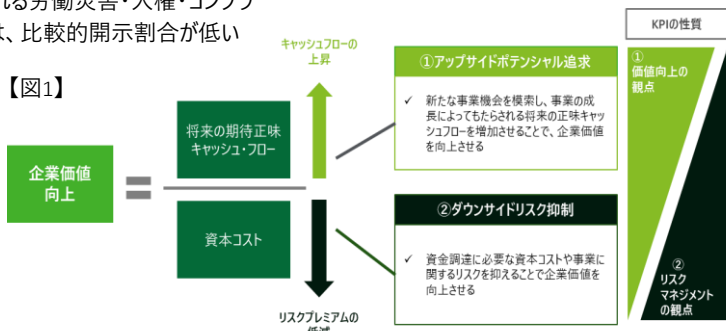 れる労働災害・人権・コンプラ
は、比較的開示割合が低い
【図1】
企業価値
向上
将来の期待正味
キャッシュ・フロー
資本コスト
キャッシュフローの
上昇
リスクプレミアムの
低減
①アップサイドポテンシャル追求
✓ 新たな事業機会を模索し、事業の成
長によってもたらされる将来の正味キャッ
シュフローを増加させることで、企業価値
を向上させる
②ダウンサイドリスク抑制
✓ 資金調達に必要な資本コストや事業に
関するリスクを抑えることで企業価値を
向上させる
KPIの性質
①
価値向上の
観点
②
リスク
マネジメント
の観点